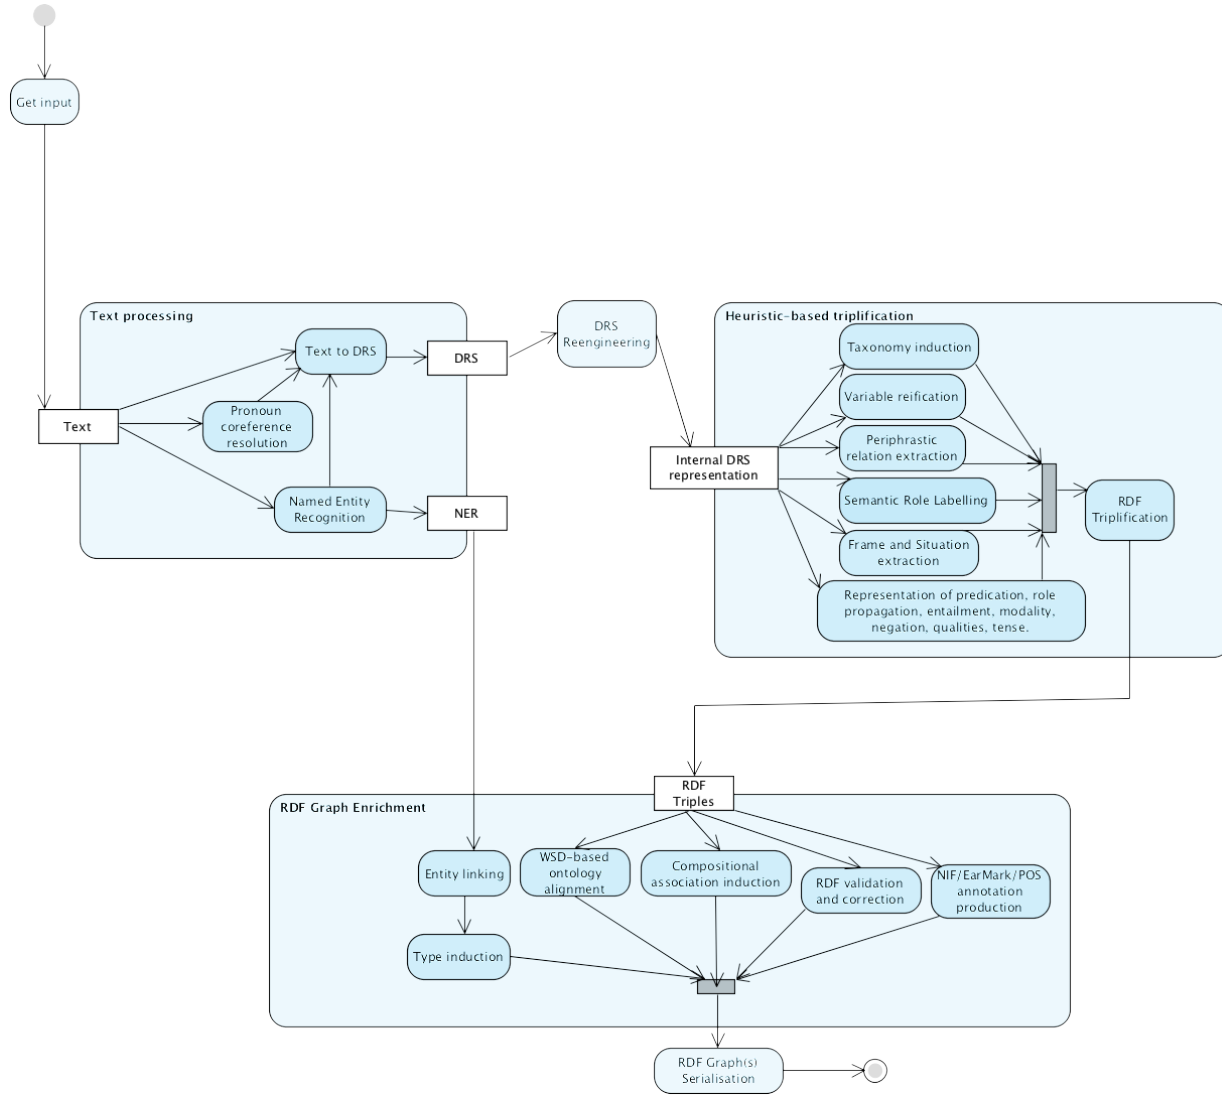 Get input
Text processing
Text to DRS
DRS
Pronoun
coreference
resolution
Text
Named Entity
Recognition
NER
DRS
Reengineering
Heuristic-based triplification
Taxonomy induction
Variable reification
Periphrastic
relation extraction
Internal DRS
representation
Semantic Role Labelling
RDF
Triplification
Frame and Situation
extraction
Representation of predication, role
propagation, entailment, modality,
negation, qualities, tense.
RDF
Triples
RDF Graph Enrichment
Entity linking
WSD-based
ontology
alignment
Compositional
association induction
RDF validation
and correction
NIF/EarMark/POS
annotation
production
Type induction
RDF Graph(s)
Serialisation